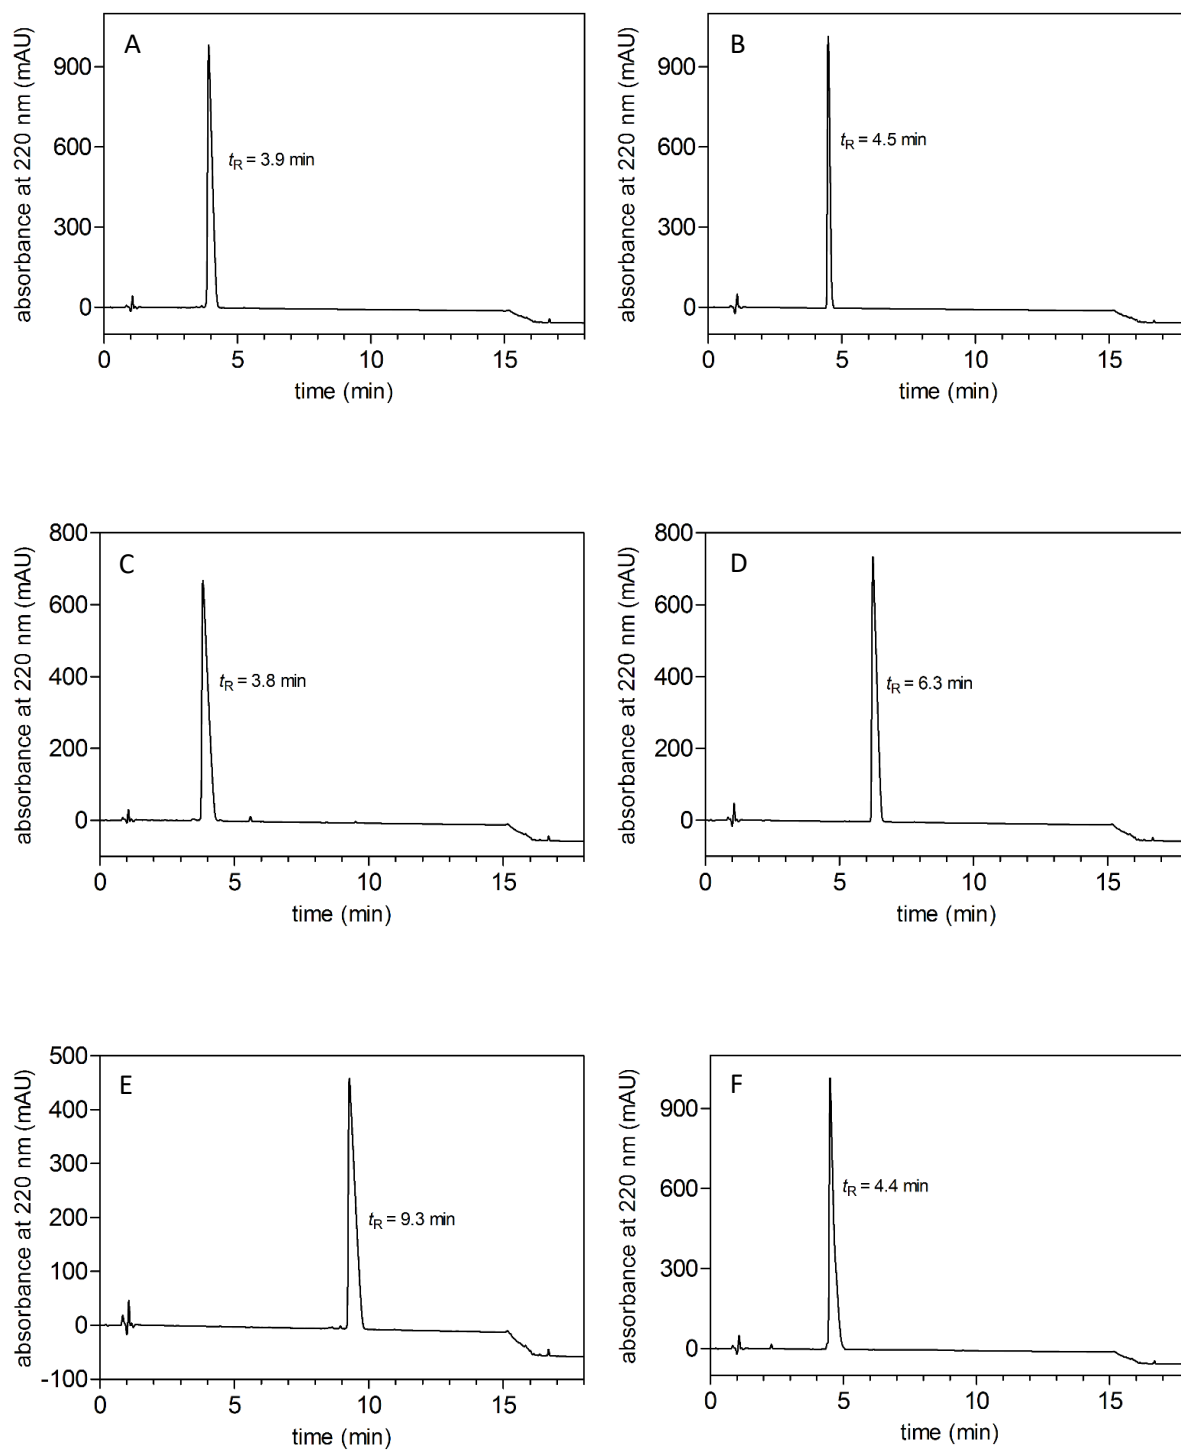 A
absorbance at 220 nm (mAU)
900
600
300
0
tR = 3.9 min
0 5 10 15
time (min)
B
absorbance at 220 nm (mAU)
900
600
300
0
tR = 4.5 min
0 5 10 15
time (min)
C
absorbance at 220 nm (mAU)
800
600
400
200
0
tR = 3.8 min
0 5 10 15
time (min)
D
absorbance at 220 nm (mAU)
800
600
400
200
0
tR = 6.3 min
0 5 10 15
time (min)
E
absorbance at 220 nm (mAU)
500
400
300
200
100
0
-100
tR = 9.3 min
0 5 10 15
time (min)
F
absorbance at 220 nm (mAU)
900
600
300
0
tR = 4.4 min
0 5 10 15
time (min)